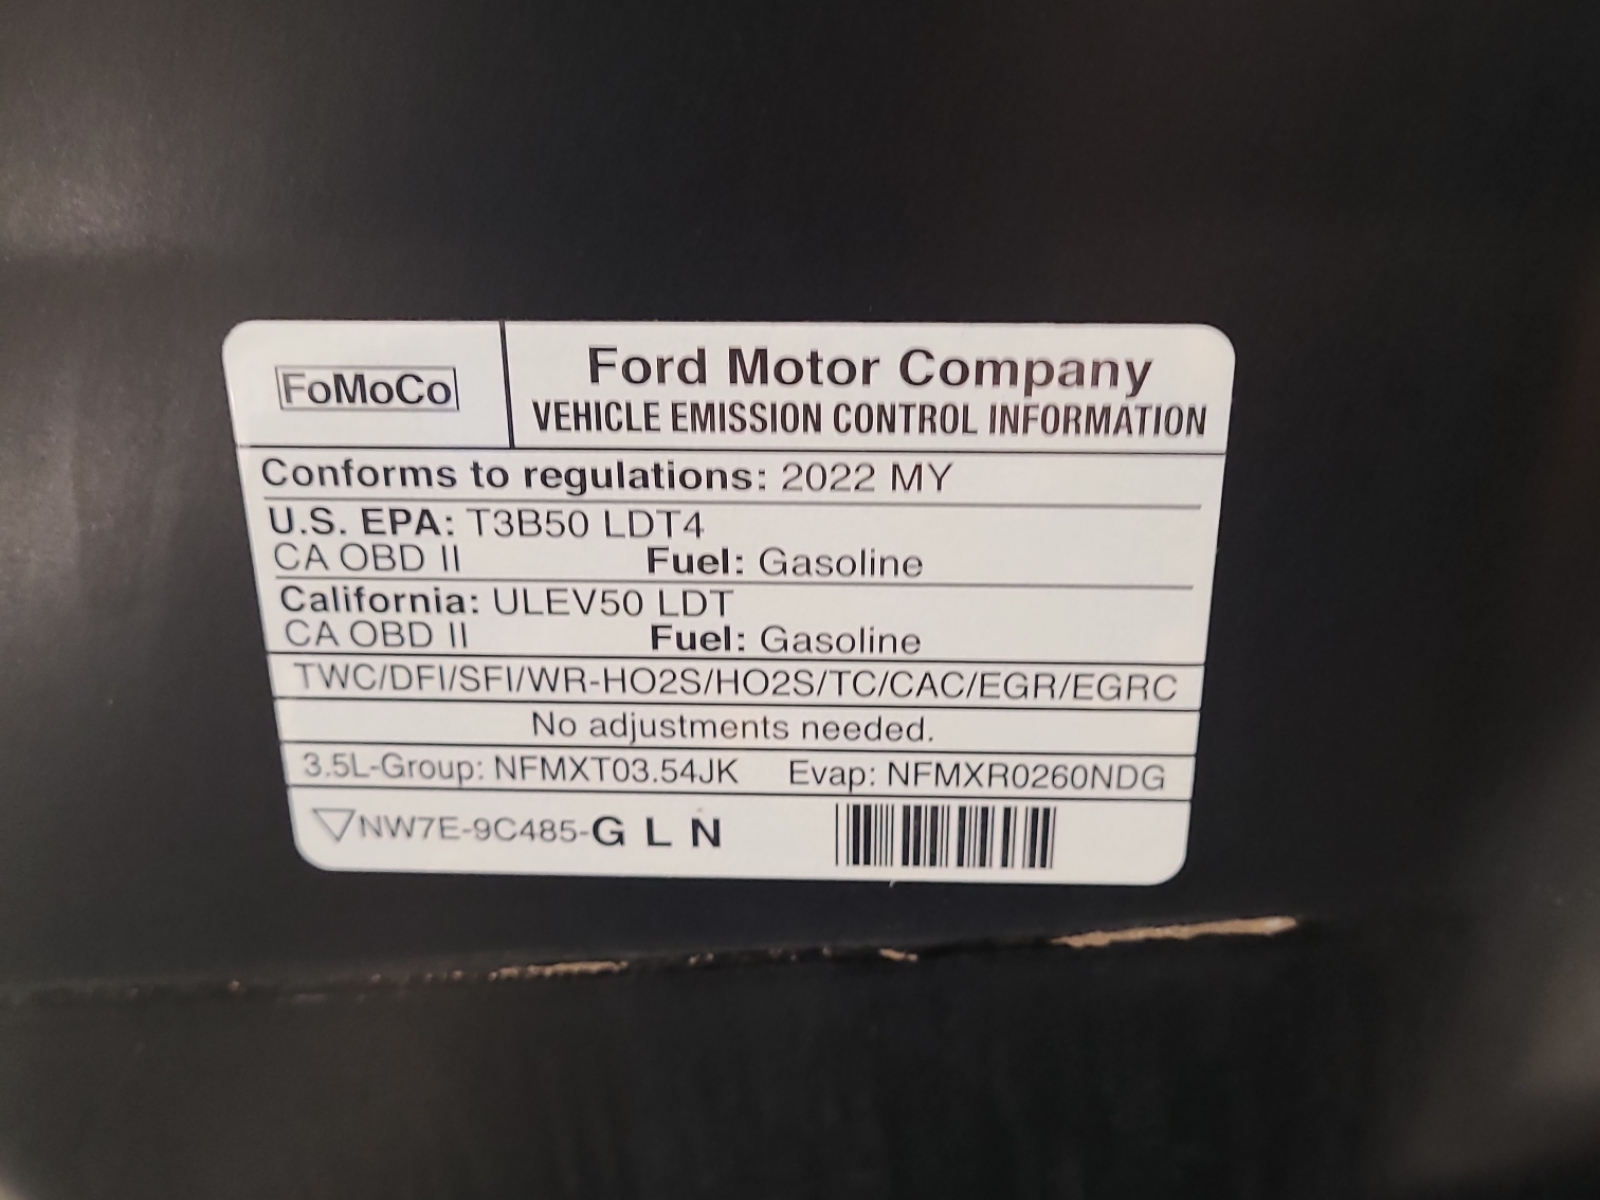 FoMoCo
Ford Motor Company
VEHICLE EMISSION CONTROL INFORMATION
Conforms to regulations: 2022 MY
U.S. EPA: T3B50 LDT4
CA OBD II Fuel: Gasoline
California: ULEV50 LDT
CA OBD II Fuel: Gasoline
TWC/DFI/SFI/WR-HO2S/HO2S/TC/CAC/EGR/EGRC
No adjustments needed.
3.5L-Group: NFMXT03.54JK Evap: NFMXR0260NDG
NW7E-9C485-G L N